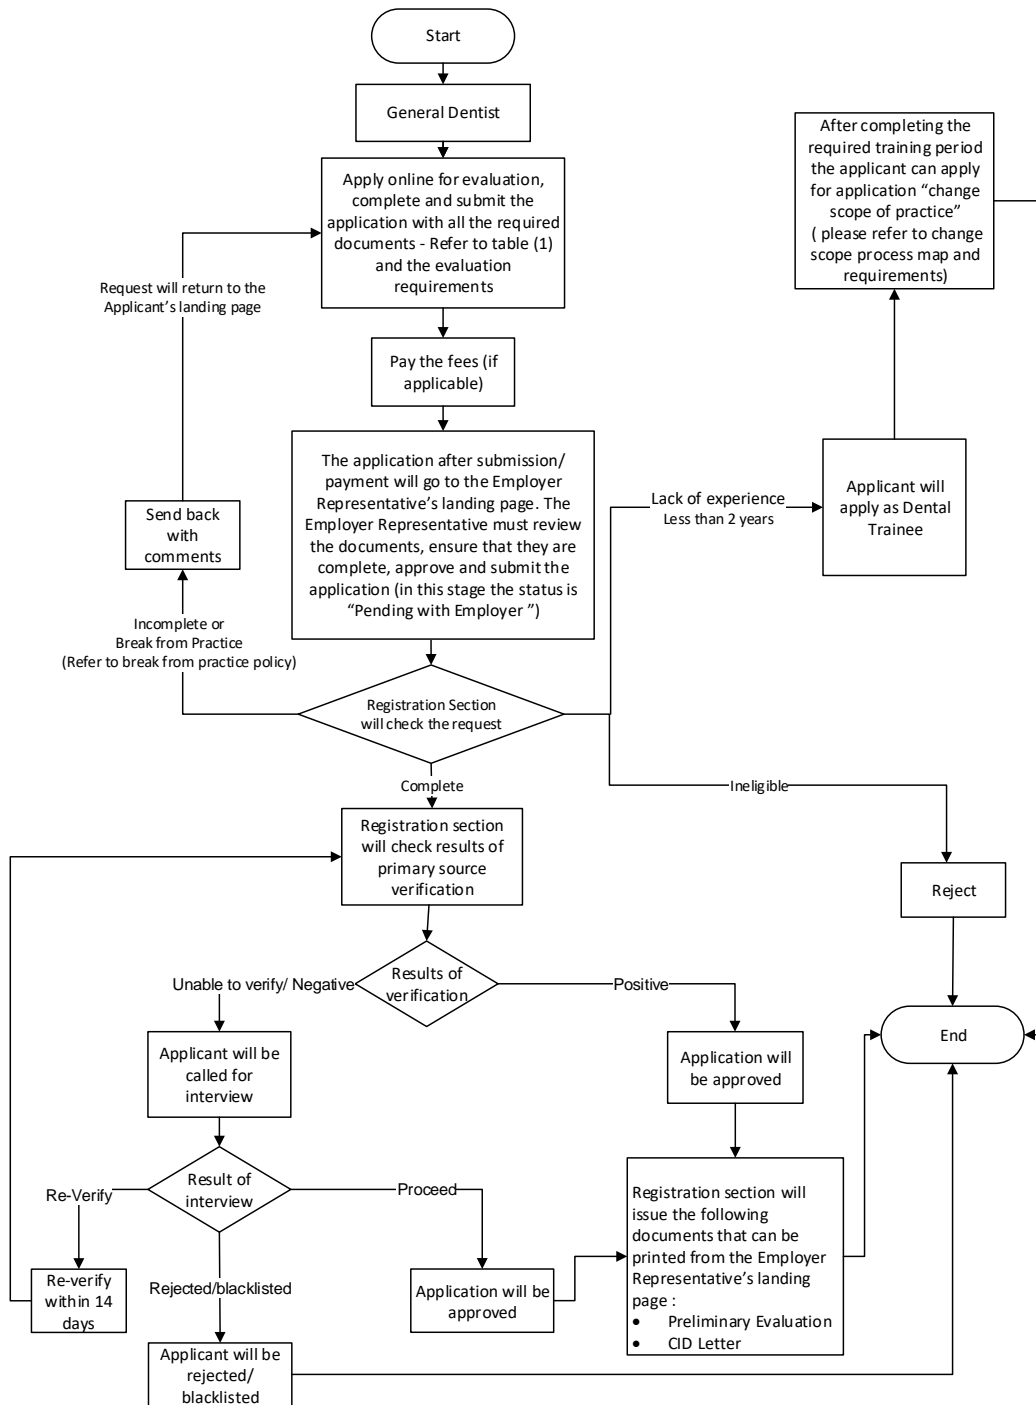 Start
General Dentist
Apply online for evaluation,
complete and submit the
application with all the required
documents - Refer to table (1)
and the evaluation
requirements
After completing the
required training period
the applicant can apply
for application “change
scope of practice”
( please refer to change
scope process map and
requirements)
Request will return to the
Applicant’s landing page
Pay the fees (if
applicable)
The application after submission/
payment will go to the Employer
Representative’s landing page. The
Employer Representative must review
the documents, ensure that they are
complete, approve and submit the
application (in this stage the status is
“Pending with Employer ”)
Lack of experience
Less than 2 years
Applicant will
apply as Dental
Trainee
Send back
with
comments
Incomplete or
Break from Practice
(Refer to break from practice policy)
Registration Section
will check the request
Complete
Ineligible
Registration section
will check results of
primary source
verification
Reject
Results of
verification
Unable to verify/ Negative
Positive
End
Applicant will be
called for
interview
Application will
be approved
Result of
interview
Re-Verify
Proceed
Registration section will
issue the following
documents that can be
printed from the Employer
Representative’s landing
page :
• Preliminary Evaluation
• CID Letter
Re-verify
within 14
days
Rejected/blacklisted
Application will be
approved
Applicant will be
rejected/
blacklisted